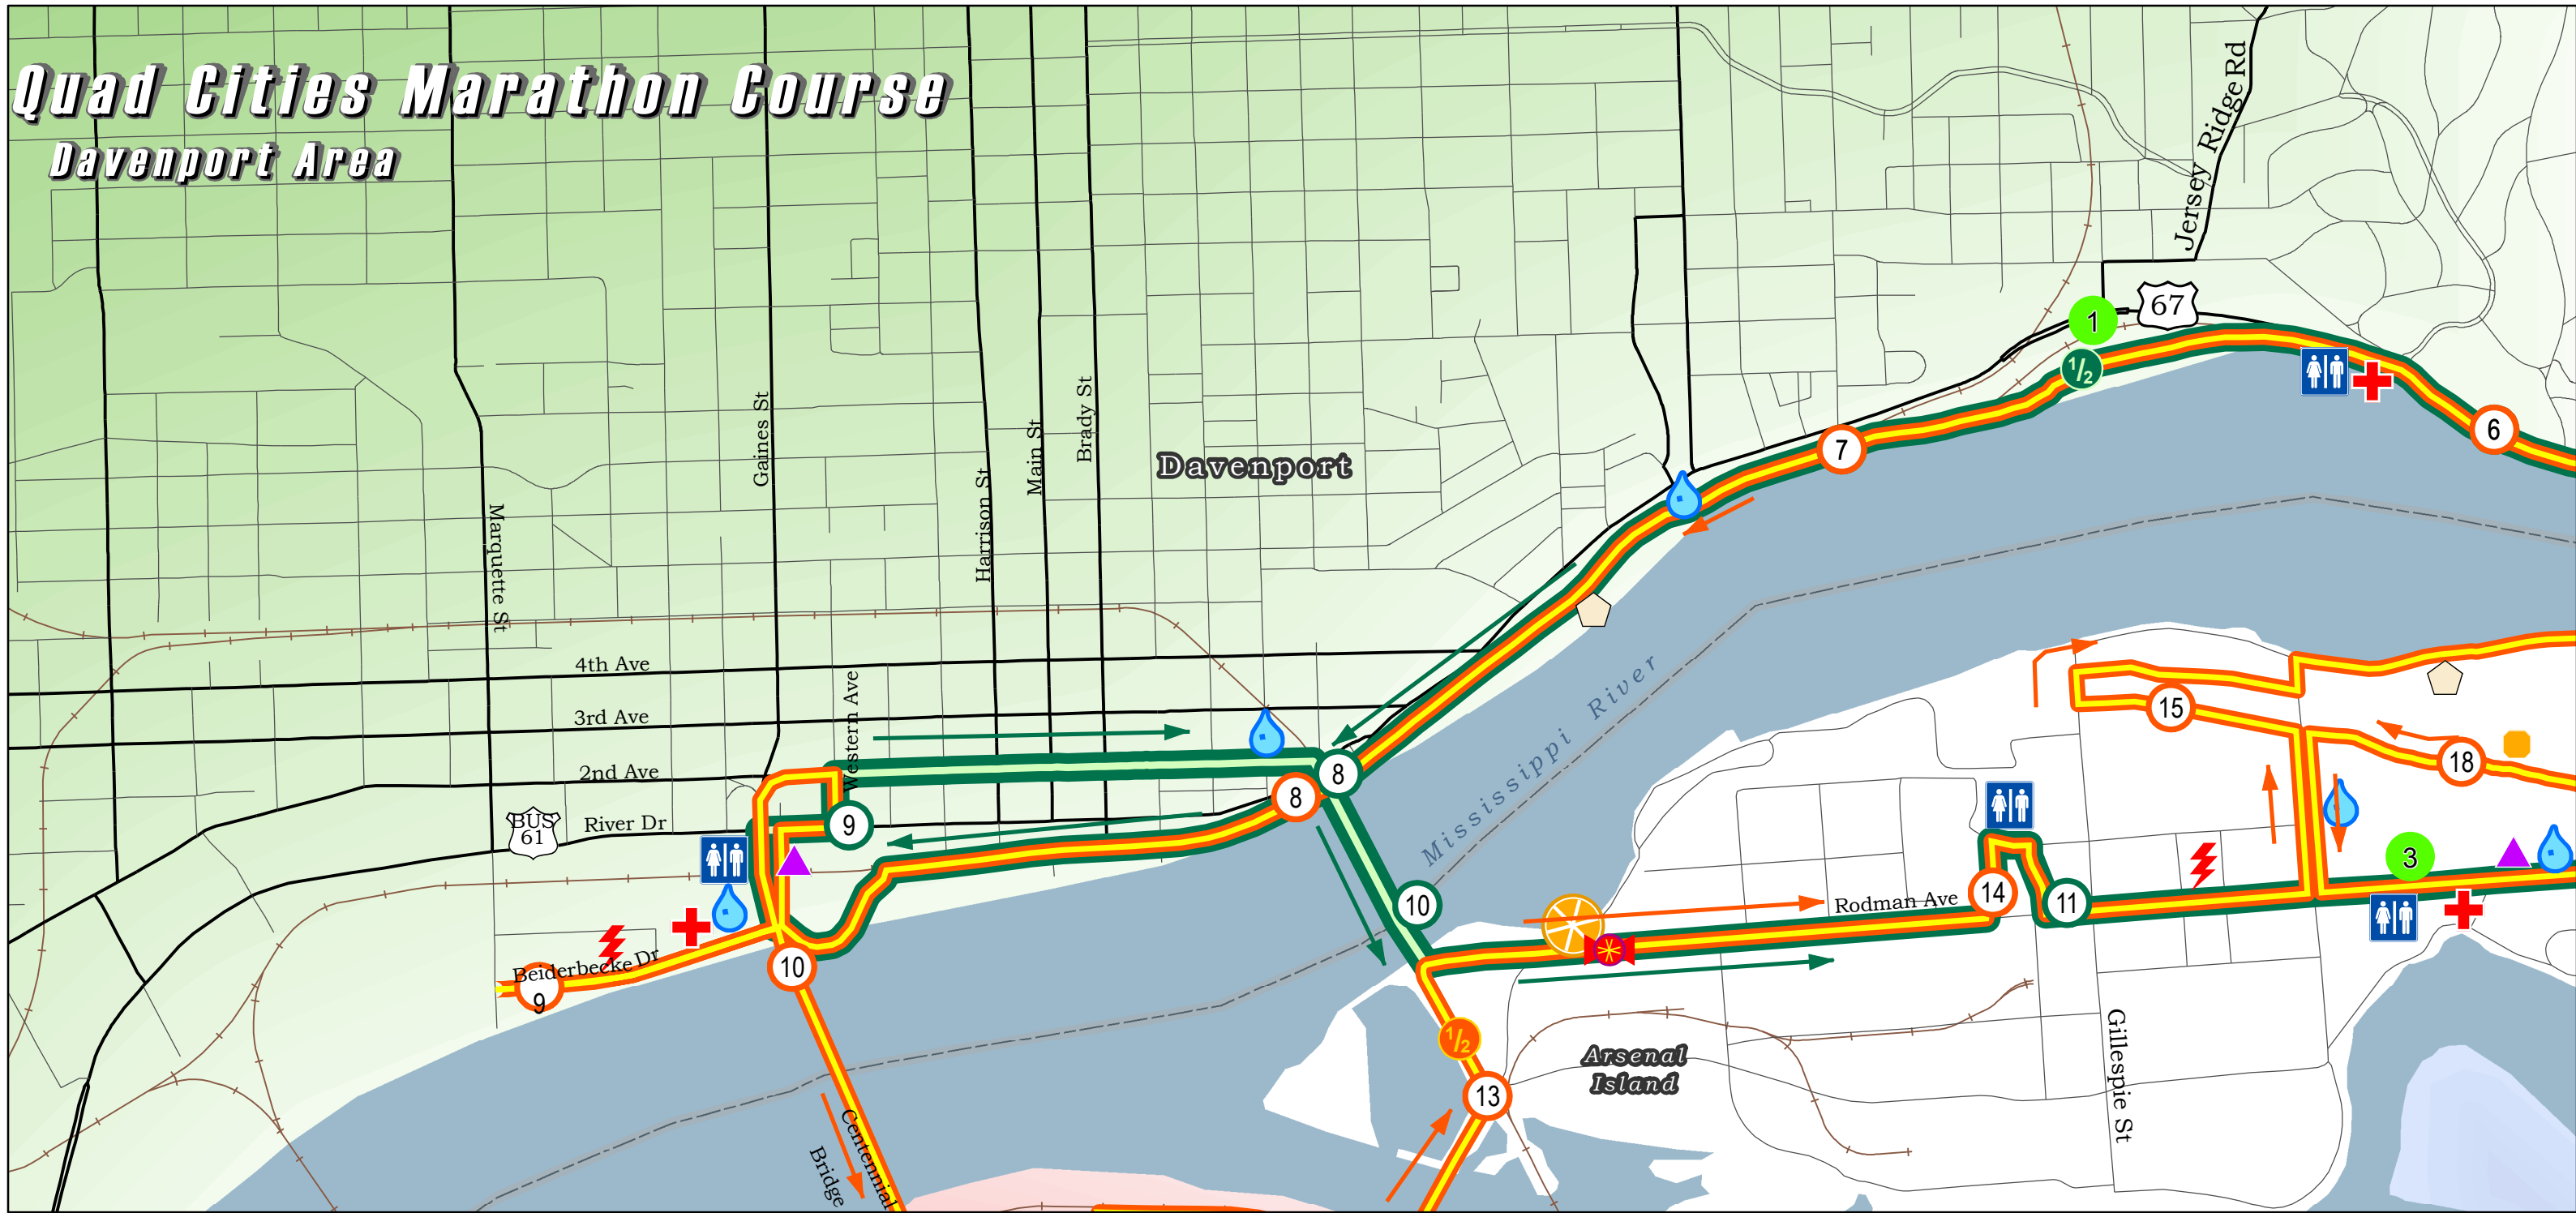 Quad Cities Marathon Course
Davenport Area
Jersey Ridge Rd
67
1
1/2
6
7
Gaines St
Brady St
Main St
Harrison St
Davenport
Marquette St
4th Ave
3rd Ave
2nd Ave
Western Ave
River Dr
BUS
61
8
8
9
10
Mississippi River
15
18
3
14
11
Rodman Ave
Beiderbecke Dr
9
10
1/2
13
Arsenal
Island
Gillespie St
Centennial
Bridge